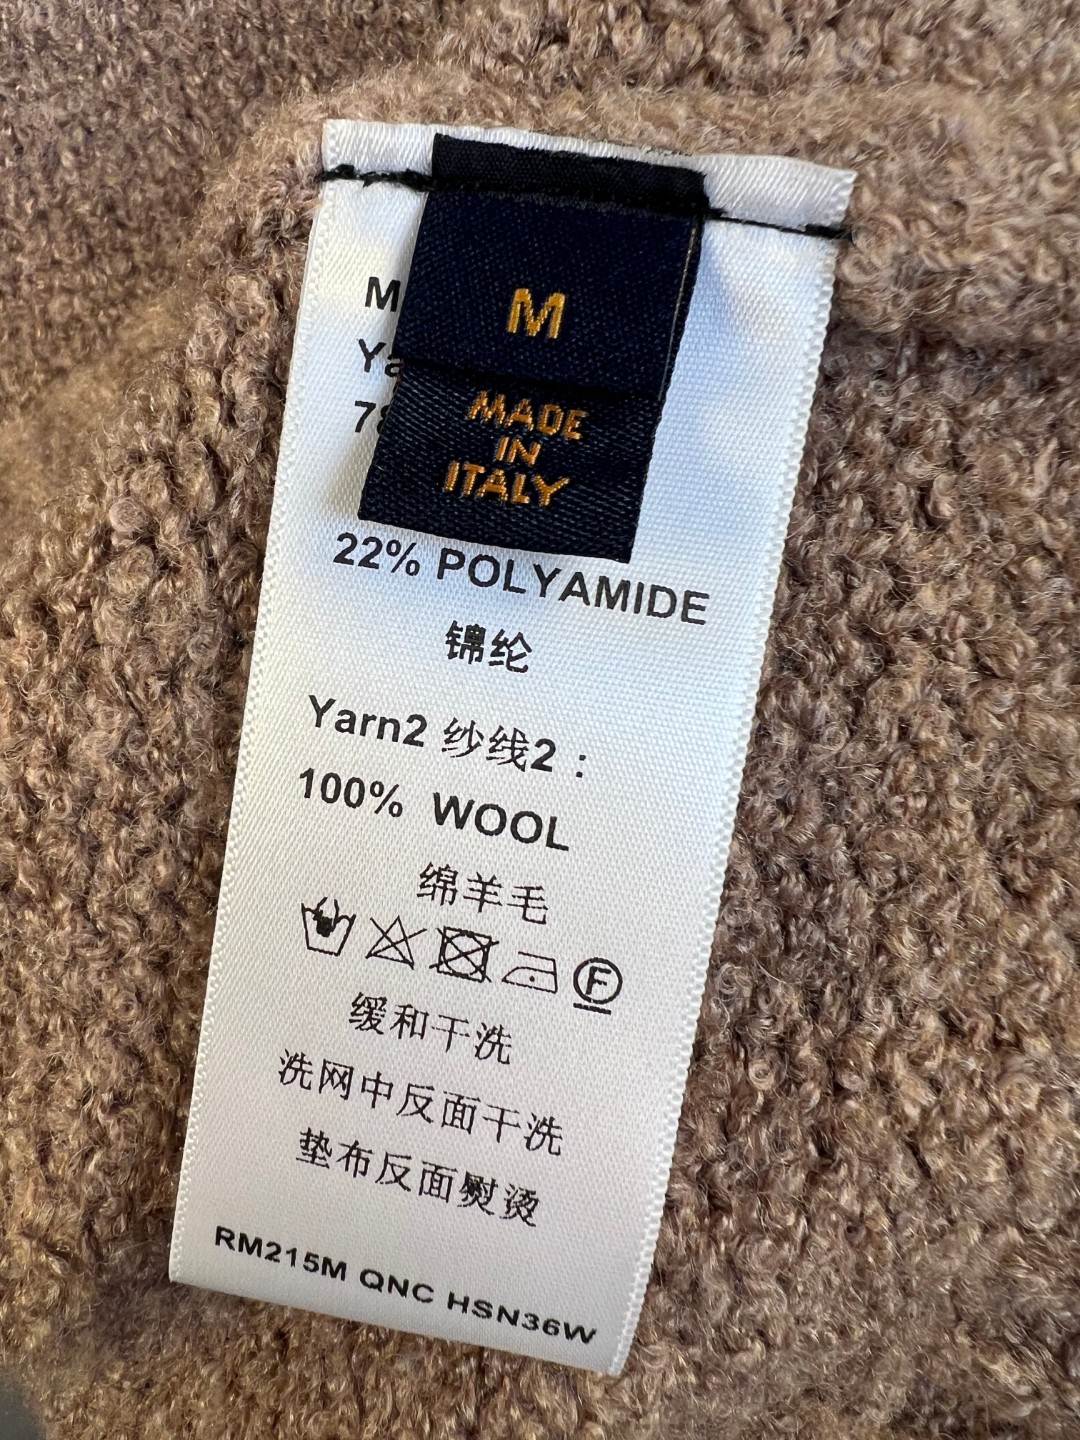 M
MADE
IN
ITALY
22% POLYAMIDE
锦纶
Yarn2 纱线2：
100% WOOL
绵羊毛
F
缓和干洗
洗网中反面干洗
垫布反面熨烫
RM215M QNC HSN36W